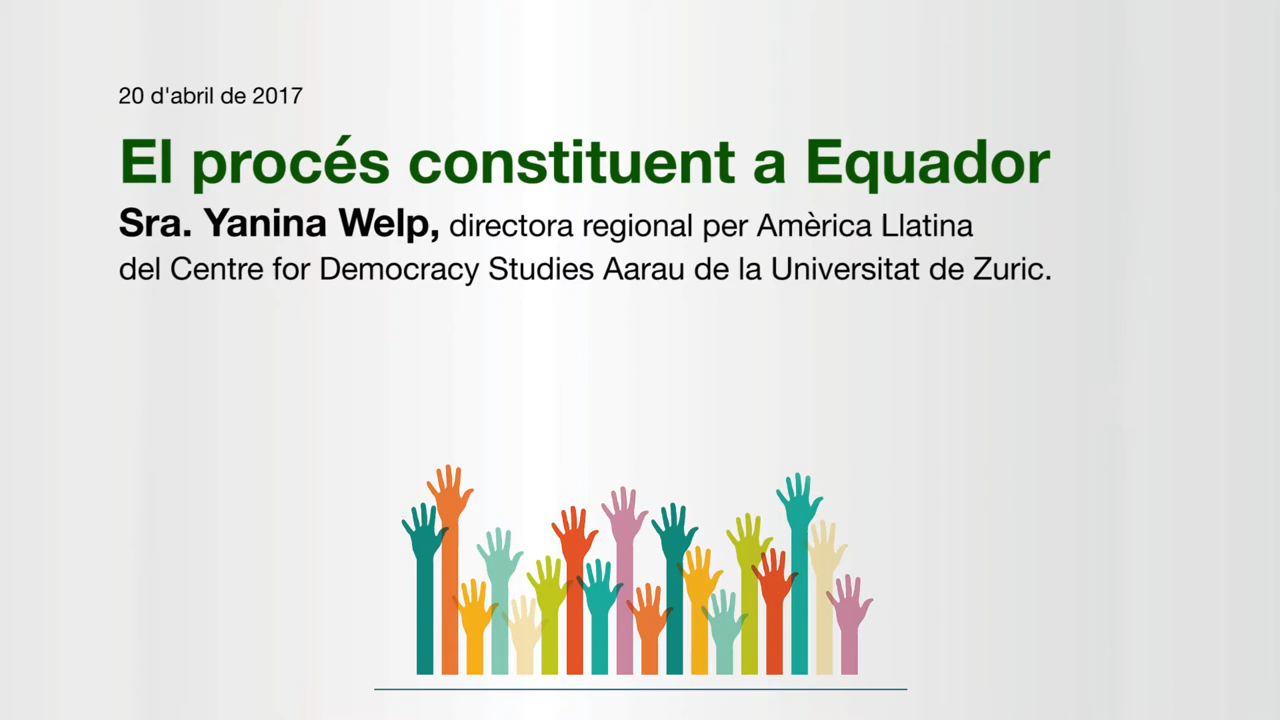 20 d'abril de 2017
El procés constituent a Equador
Sra. Yanina Welp, directora regional per Amèrica Llatina
del Centre for Democracy Studies Aarau de la Universitat de Zuric.